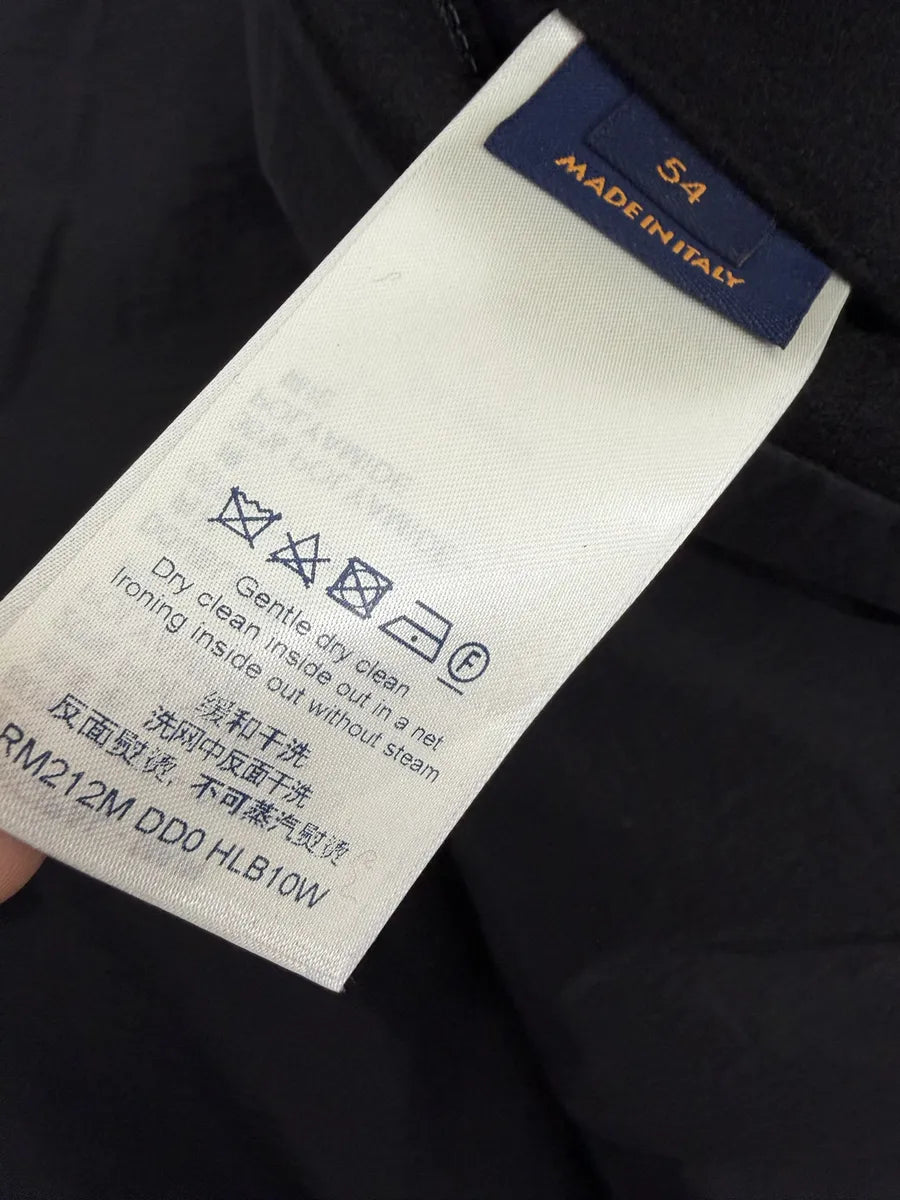 54
MADE IN ITALY
F
Gentle dry clean
Dry clean inside out in a net
Ironing inside out without steam
缓和干洗
洗网中反面干洗
反面熨烫，不可蒸汽熨烫
RM212M DD0 HLB10W